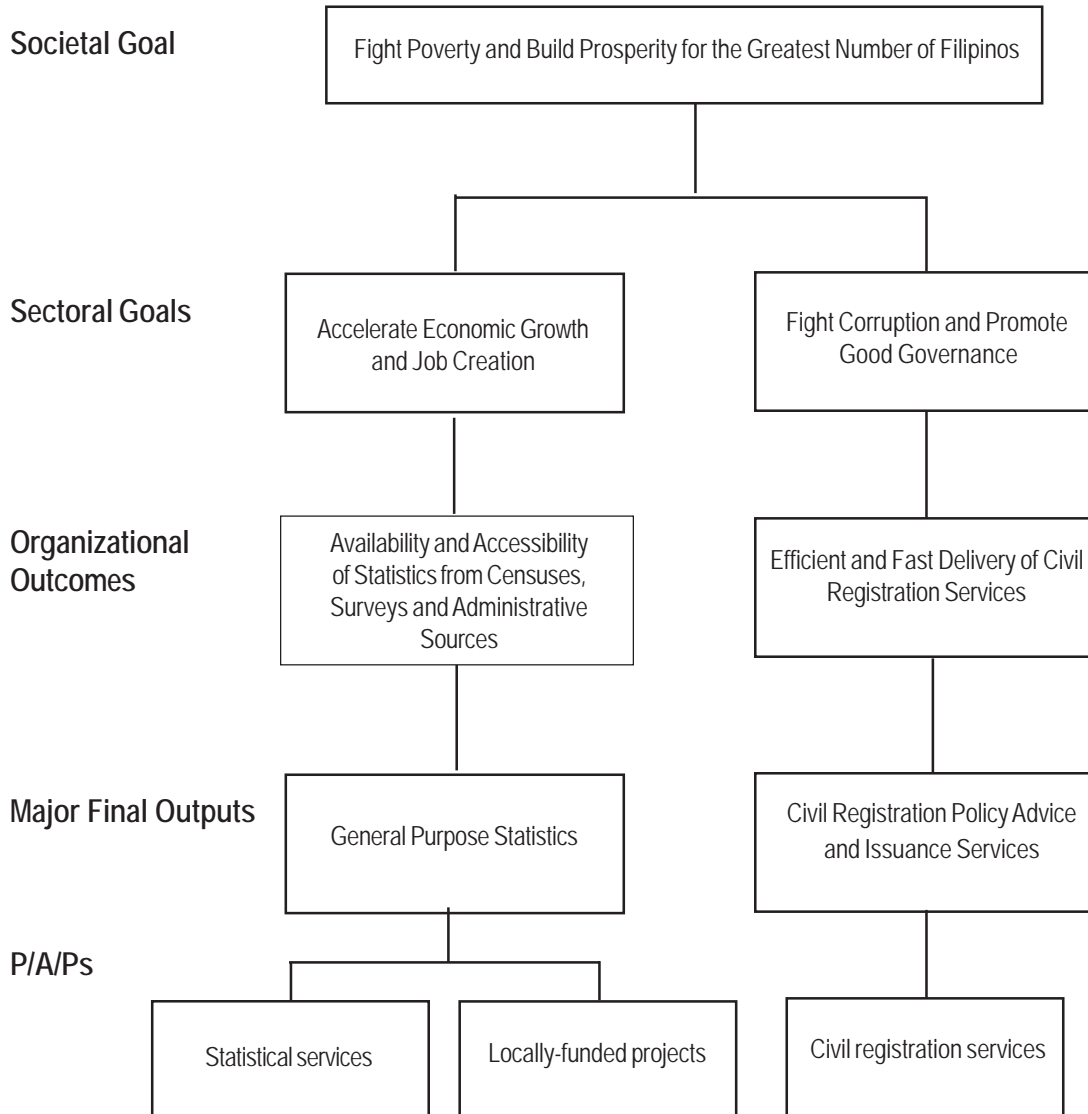 Societal Goal
Fight Poverty and Build Prosperity for the Greatest Number of Filipinos
Sectoral Goals
Accelerate Economic Growth
and Job Creation
Fight Corruption and Promote
Good Governance
Organizational
Outcomes
Availability and Accessibility
of Statistics from Censuses,
Surveys and Administrative
Sources
Efficient and Fast Delivery of Civil
Registration Services
Major Final Outputs
General Purpose Statistics
Civil Registration Policy Advice
and Issuance Services
P/A/Ps
Statistical services
Locally-funded projects
Civil registration services